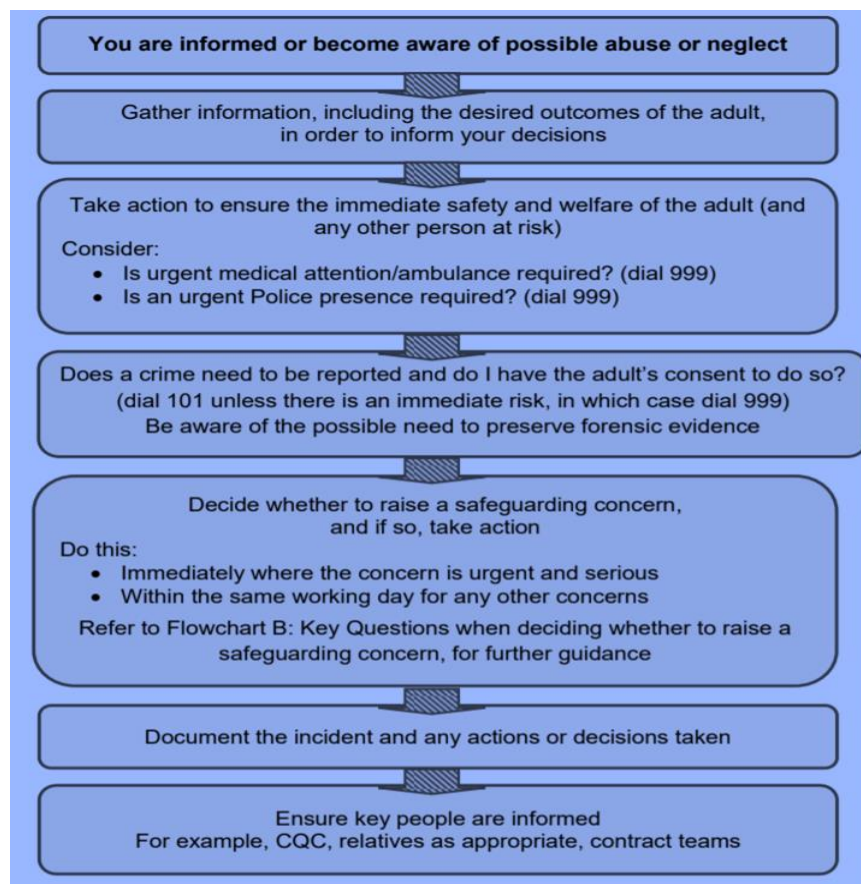 You are informed or become aware of possible abuse or neglect
Gather information, including the desired outcomes of the adult,
in order to inform your decisions
Take action to ensure the immediate safety and welfare of the adult (and
any other person at risk)
Consider:
• Is urgent medical attention/ambulance required? (dial 999)
• Is an urgent Police presence required? (dial 999)
Does a crime need to be reported and do I have the adult's consent to do so?
(dial 101 unless there is an immediate risk, in which case dial 999)
Be aware of the possible need to preserve forensic evidence
Decide whether to raise a safeguarding concern,
and if so, take action
Do this:
• Immediately where the concern is urgent and serious
• Within the same working day for any other concerns
Refer to Flowchart B: Key Questions when deciding whether to raise a
safeguarding concern, for further guidance
Document the incident and any actions or decisions taken
Ensure key people are informed
For example, CQC, relatives as appropriate, contract teams